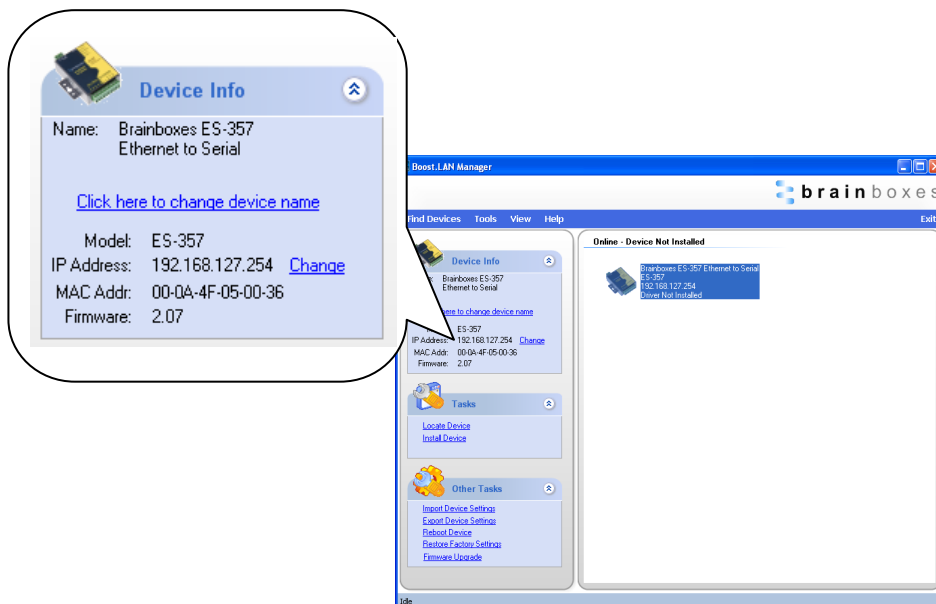 Device Info
Name: Brainboxes ES-357
Ethernet to Serial
Click here to change device name
Model: ES-357
IP Address: 192.168.127.254 Change
MAC Addr: 00-0A-4F-05-00-36
Firmware: 2.07
Boost.LAN Manager
brainboxes
Find Devices Tools View Help Exit
Device Info
Brainboxes ES-357
Ethernet to Serial
here to change device name
ES-357
IP Address: 192.168.127.254 Change
MAC Addr: 00-0A-4F-05-00-36
Firmware: 2.07
Tasks
Locate Device
Install Device
Other Tasks
Import Device Settings
Export Device Settings
Reboot Device
Restore Factory Settings
Firmware Upgrade
Online - Device Not Installed
Brainboxes ES-357 Ethernet to Serial
ES-357
192.168.127.254
Driver Not Installed
Idle